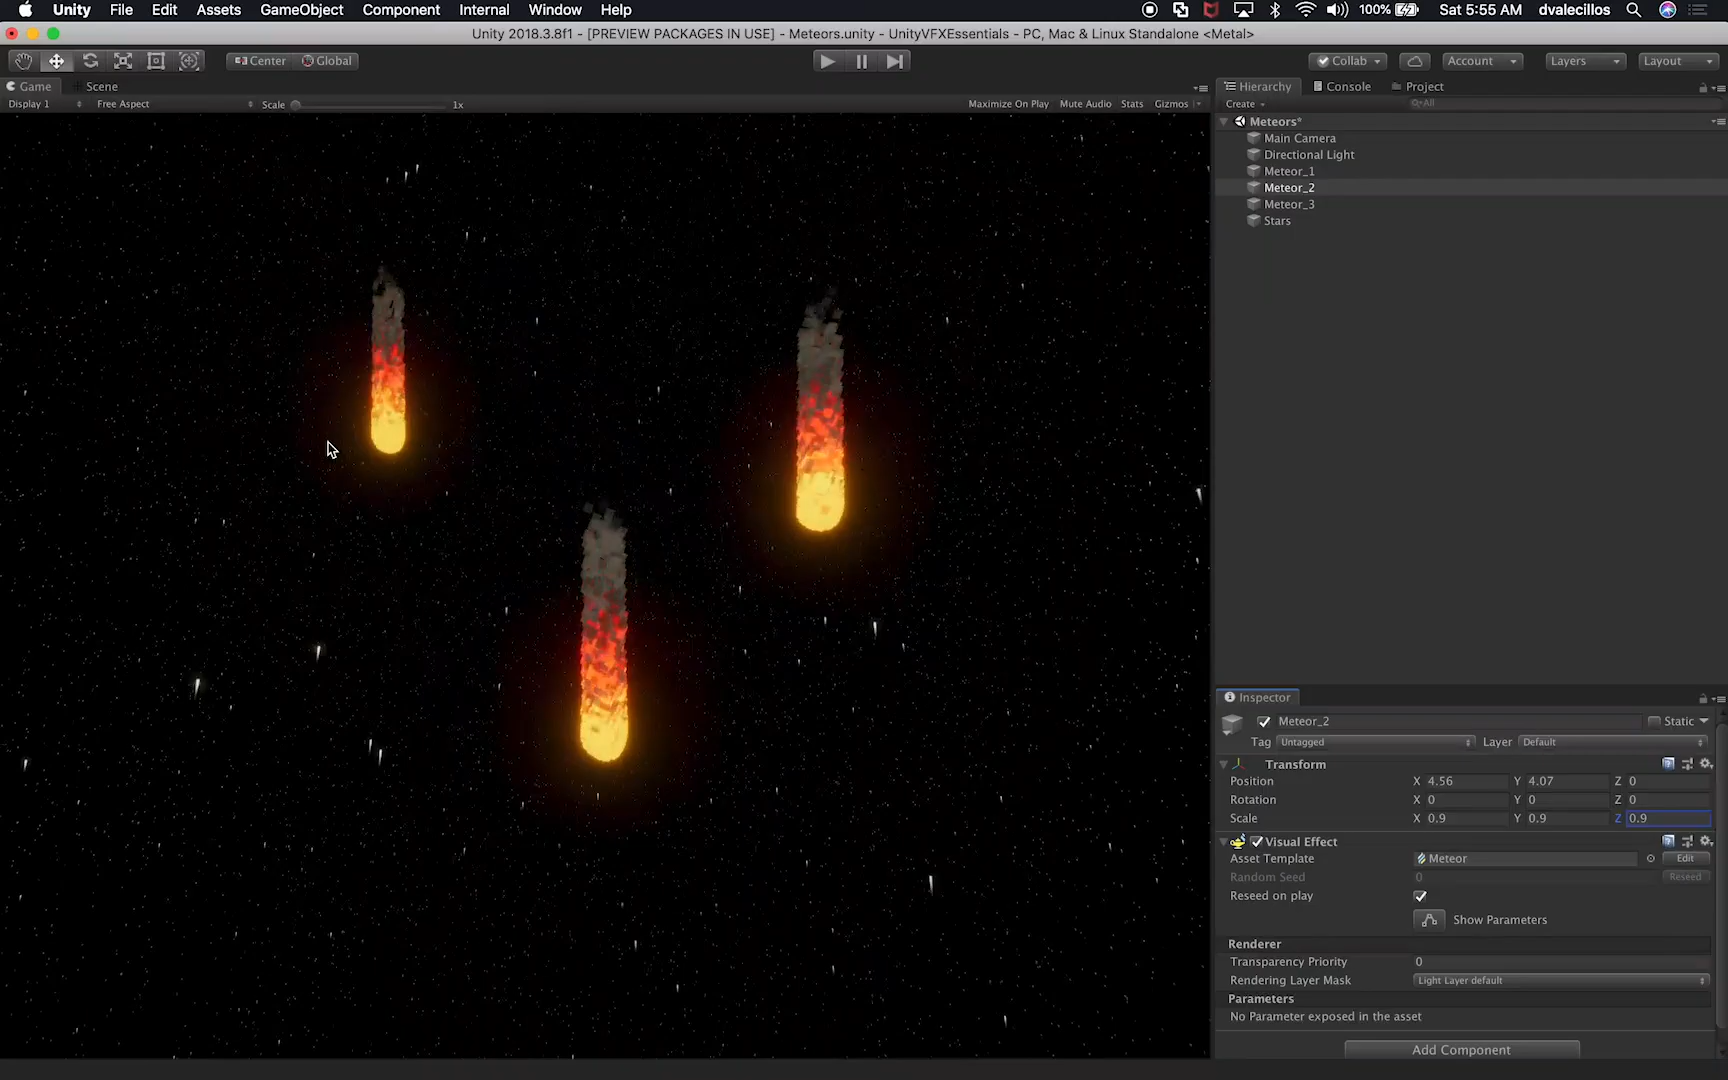 Unity File Edit Assets GameObject Component Internal Window Help 100% Sat 5:55 AM dvalecillos
Unity 2018.3.8f1 - [PREVIEW PACKAGES IN USE] - Meteors.unity - UnityVFXEssentials - PC, Mac & Linux Standalone <Metal>
Center Global Collab Account Layers Layout
Game Scene Hierarchy Console Project
Display 1 Free Aspect Scale 1x Maximize On Play Mute Audio Stats Gizmos Create All
Meteors*
Main Camera
Directional Light
Meteor_1
Meteor_2
Meteor_3
Stars
Inspector
Meteor_2 Static
Tag Untagged Layer Default
Transform
Position X 4.56 Y 4.07 Z 0
Rotation X 0 Y 0 Z 0
Scale X 0.9 Y 0.9 Z 0.9
Visual Effect
Asset Template Meteor Edit
Random Seed 0 Reseed
Reseed on play
Show Parameters
Renderer
Transparency Priority 0
Rendering Layer Mask Light Layer default
Parameters
No Parameter exposed in the asset
Add Component